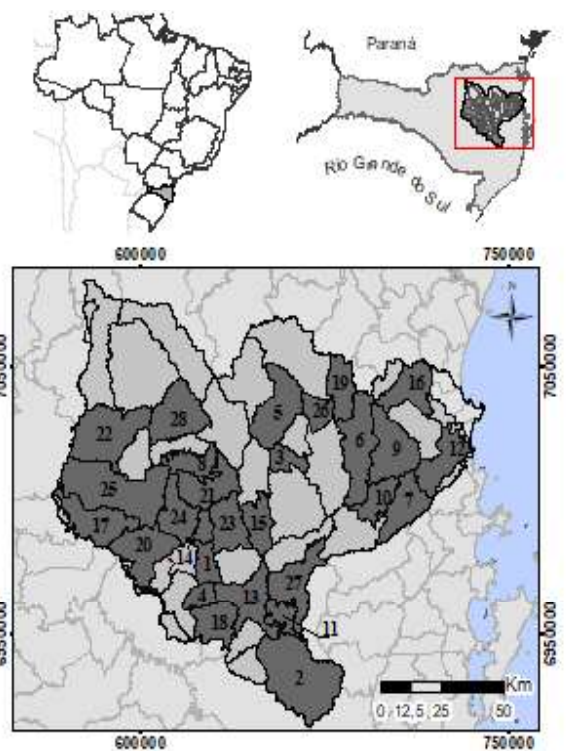 Paraná
Rio Grande do Sul
600000 750000
N
7050000 7050000
19 16
5 26
28
22 6 9 12
3
8
25 21 10 7
17 24 23 15
20
14 1 27
4 13
18 11
2
6950000 6950000
Km
0 12,5 25 50
600000 750000